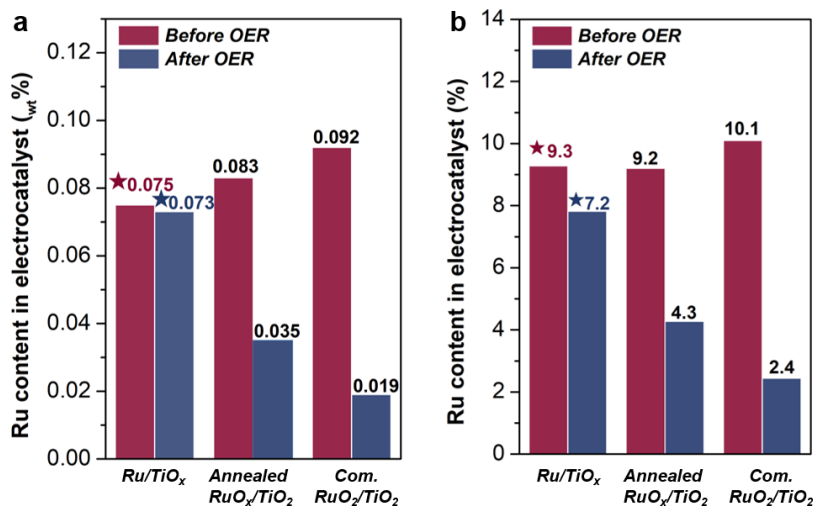 a
Ru content in electrocatalyst (wt%)
0.12
0.10
0.08
0.06
0.04
0.02
0.00
Before OER
After OER
★0.075
★0.073
0.083
0.035
0.092
0.019
Ru/TiOx
Annealed
RuOx/TiO2
Com.
RuO2/TiO2
b
Ru content in electrocatalyst (%)
14
12
10
8
6
4
2
0
Before OER
After OER
★9.3
★7.2
9.2
4.3
10.1
2.4
Ru/TiOx
Annealed
RuOx/TiO2
Com.
RuO2/TiO2